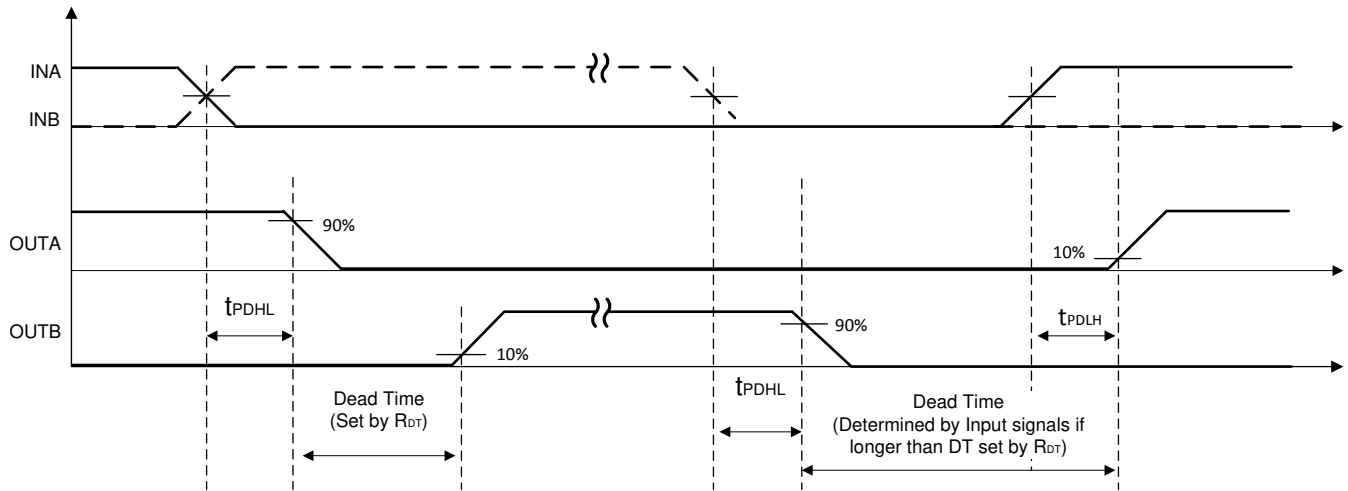 INA
INB
OUTA
90%
10%
tPDHL
OUTB
10%
90%
tPDLH
Dead Time
(Set by RDT)
tPDHL
Dead Time
(Determined by Input signals if
longer than DT set by RDT)